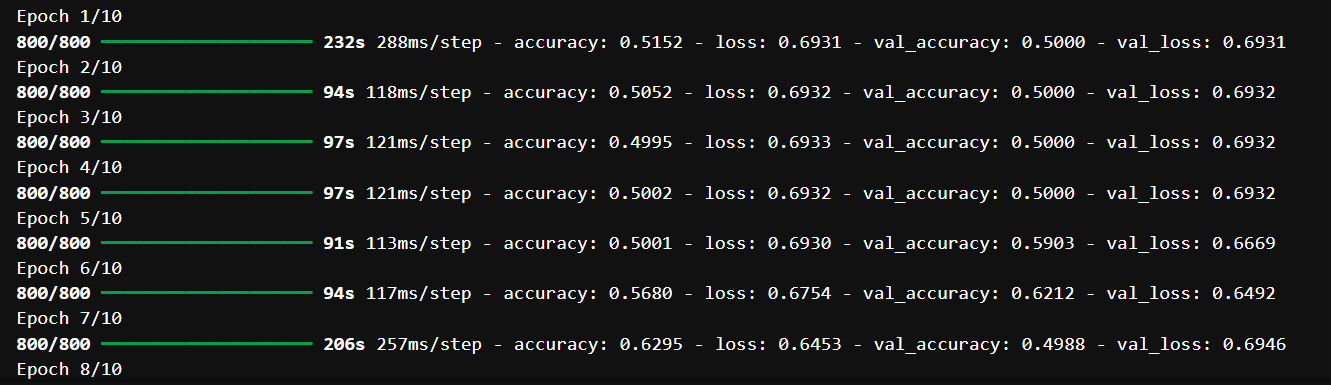 Epoch 1/10
800/800 ━━━━━━━━━━━━━━━━━━━━ 232s 288ms/step - accuracy: 0.5152 - loss: 0.6931 - val_accuracy: 0.5000 - val_loss: 0.6931
Epoch 2/10
800/800 ━━━━━━━━━━━━━━━━━━━━ 94s 118ms/step - accuracy: 0.5052 - loss: 0.6932 - val_accuracy: 0.5000 - val_loss: 0.6932
Epoch 3/10
800/800 ━━━━━━━━━━━━━━━━━━━━ 97s 121ms/step - accuracy: 0.4995 - loss: 0.6933 - val_accuracy: 0.5000 - val_loss: 0.6932
Epoch 4/10
800/800 ━━━━━━━━━━━━━━━━━━━━ 97s 121ms/step - accuracy: 0.5002 - loss: 0.6932 - val_accuracy: 0.5000 - val_loss: 0.6932
Epoch 5/10
800/800 ━━━━━━━━━━━━━━━━━━━━ 91s 113ms/step - accuracy: 0.5001 - loss: 0.6930 - val_accuracy: 0.5903 - val_loss: 0.6669
Epoch 6/10
800/800 ━━━━━━━━━━━━━━━━━━━━ 94s 117ms/step - accuracy: 0.5680 - loss: 0.6754 - val_accuracy: 0.6212 - val_loss: 0.6492
Epoch 7/10
800/800 ━━━━━━━━━━━━━━━━━━━━ 206s 257ms/step - accuracy: 0.6295 - loss: 0.6453 - val_accuracy: 0.4988 - val_loss: 0.6946
Epoch 8/10